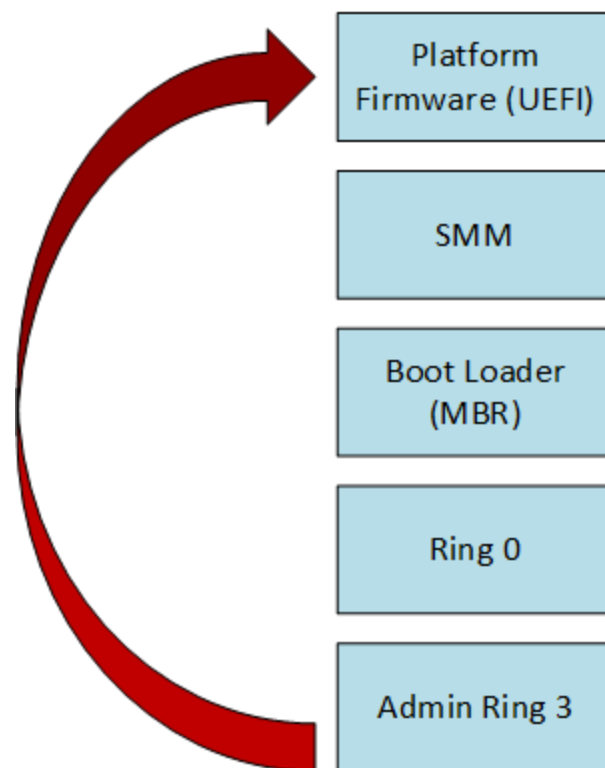 Platform
Firmware (UEFI)
SMM
Boot Loader
(MBR)
Ring 0
Admin Ring 3